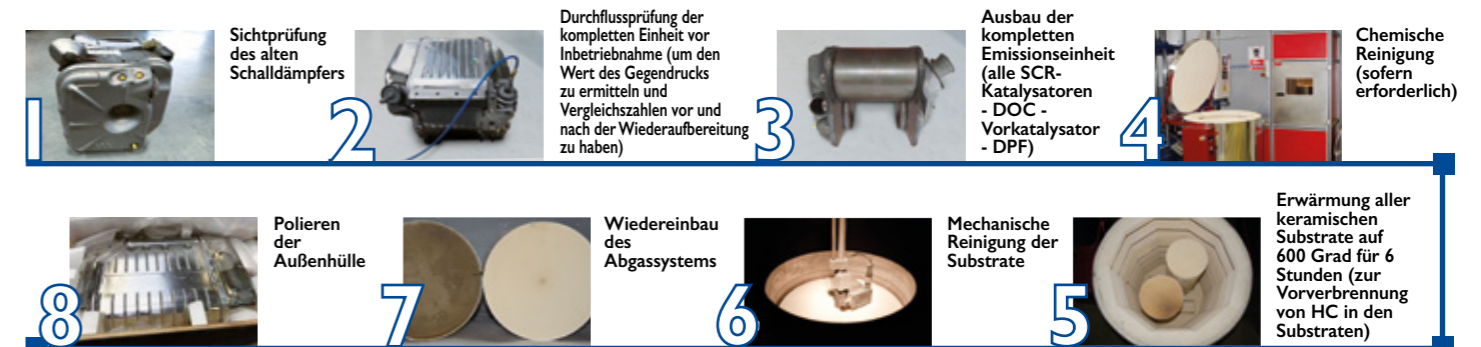 1
Sichtprüfung
des alten
Schalldämpfers
2
Durchflussprüfung der
kompletten Einheit vor
Inbetriebnahme (um den
Wert des Gegendrucks
zu ermitteln und
Vergleichszahlen vor und
nach der Wiederaufbereitung
zu haben)
3
Ausbau der
kompletten
Emissionseinheit
(alle SCR-
Katalysatoren
- DOC -
Vorkatalysator
- DPF)
4
Chemische
Reinigung
(sofern
erforderlich)
8
Polieren
der
Außenhülle
7
Wiedereinbau
des
Abgassystems
6
Mechanische
Reinigung der
Substrate
5
Erwärmung aller
keramischen
Substrate auf
600 Grad für 6
Stunden (zur
Vorverbrennung
von HC in den
Substraten)